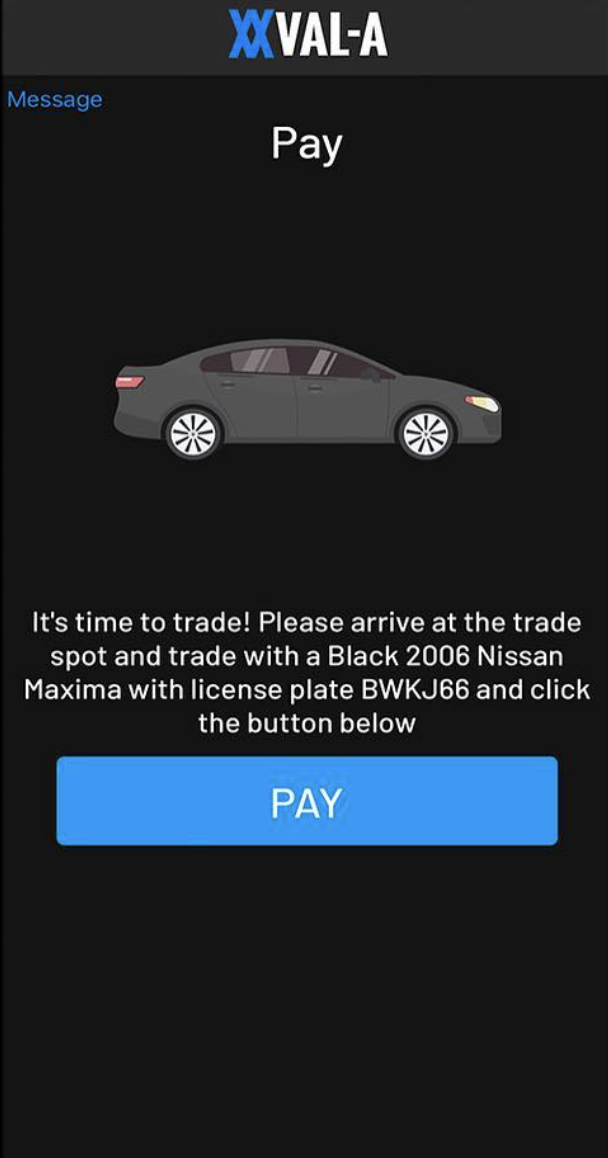 VAL-A
Message
Pay
It's time to trade! Please arrive at the trade
spot and trade with a Black 2006 Nissan
Maxima with license plate BWKJ66 and click
the button below
PAY